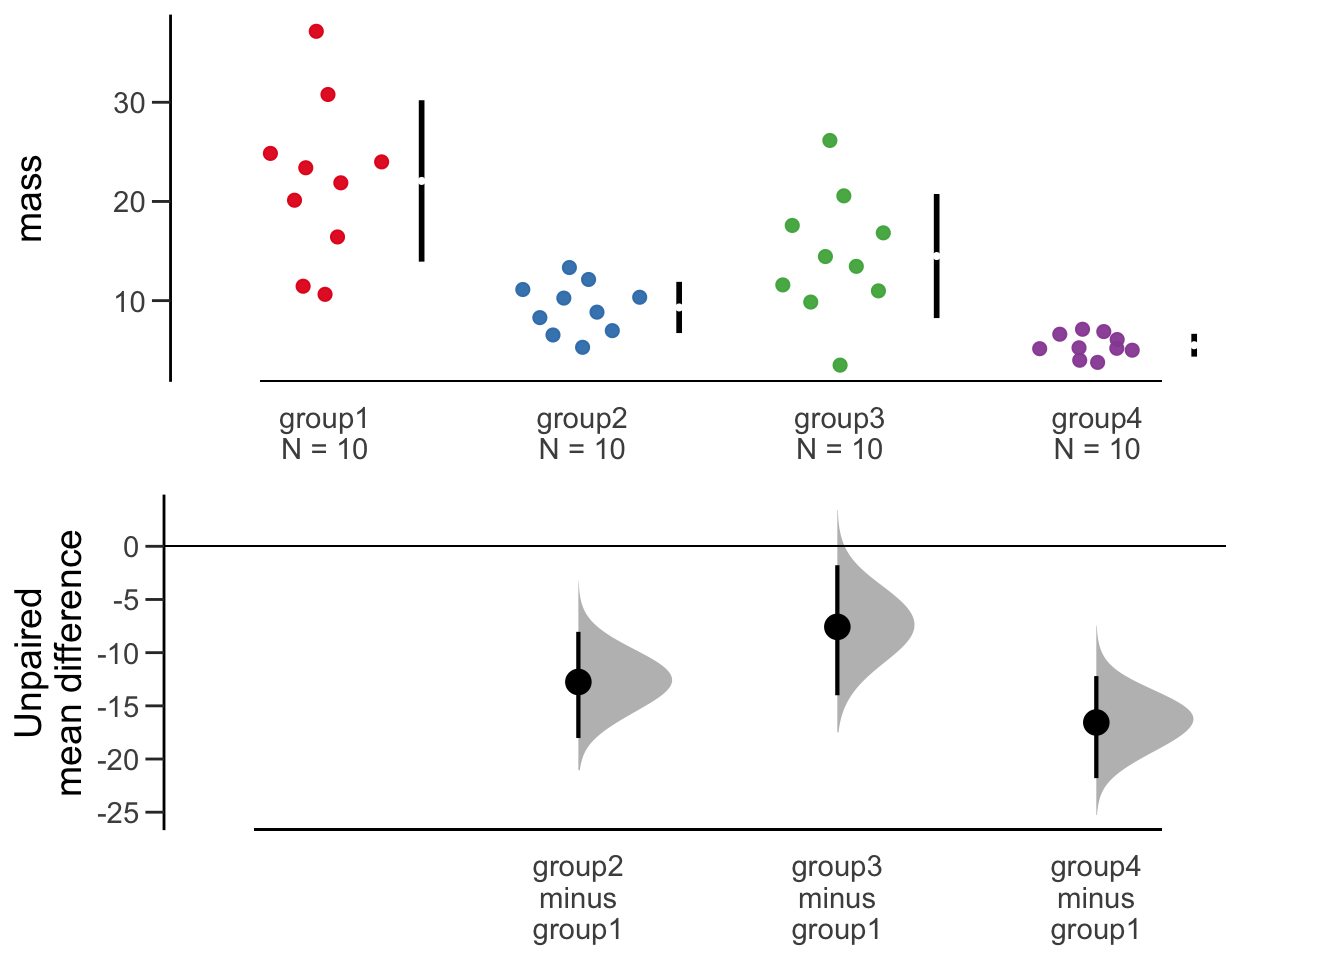 mass
30
20
10
group1
N = 10
group2
N = 10
group3
N = 10
group4
N = 10
Unpaired
mean difference
0
-5
-10
-15
-20
-25
group2
minus
group1
group3
minus
group1
group4
minus
group1